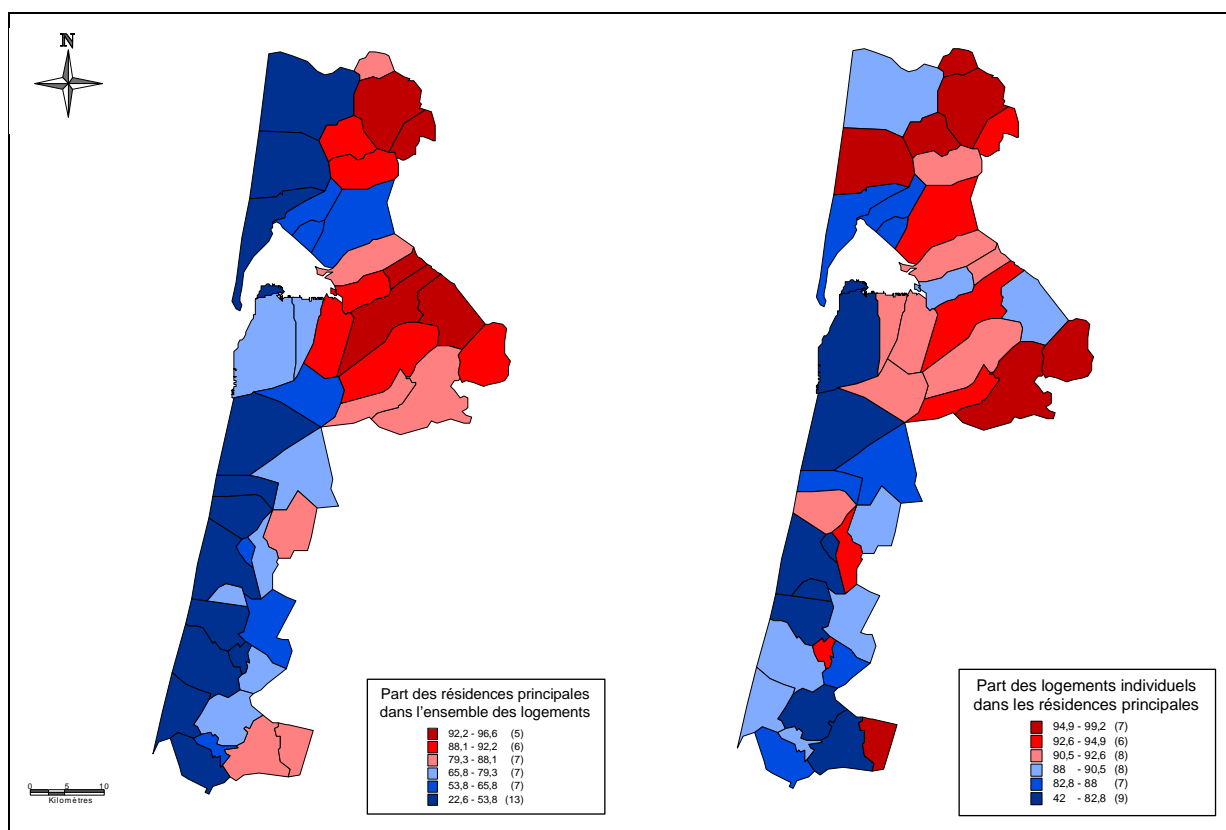 N
Part des résidences principales
dans l'ensemble des logements
92,2 - 96,6 (5)
88,1 - 92,2 (6)
79,3 - 88,1 (7)
65,8 - 79,3 (7)
53,8 - 65,8 (7)
22,6 - 53,8 (13)
Part des logements individuels
dans les résidences principales
94,9 - 99,2 (7)
92,6 - 94,9 (6)
90,5 - 92,6 (8)
88 - 90,5 (8)
82,8 - 88 (7)
42 - 82,8 (9)
0 5 10
Kilomètres